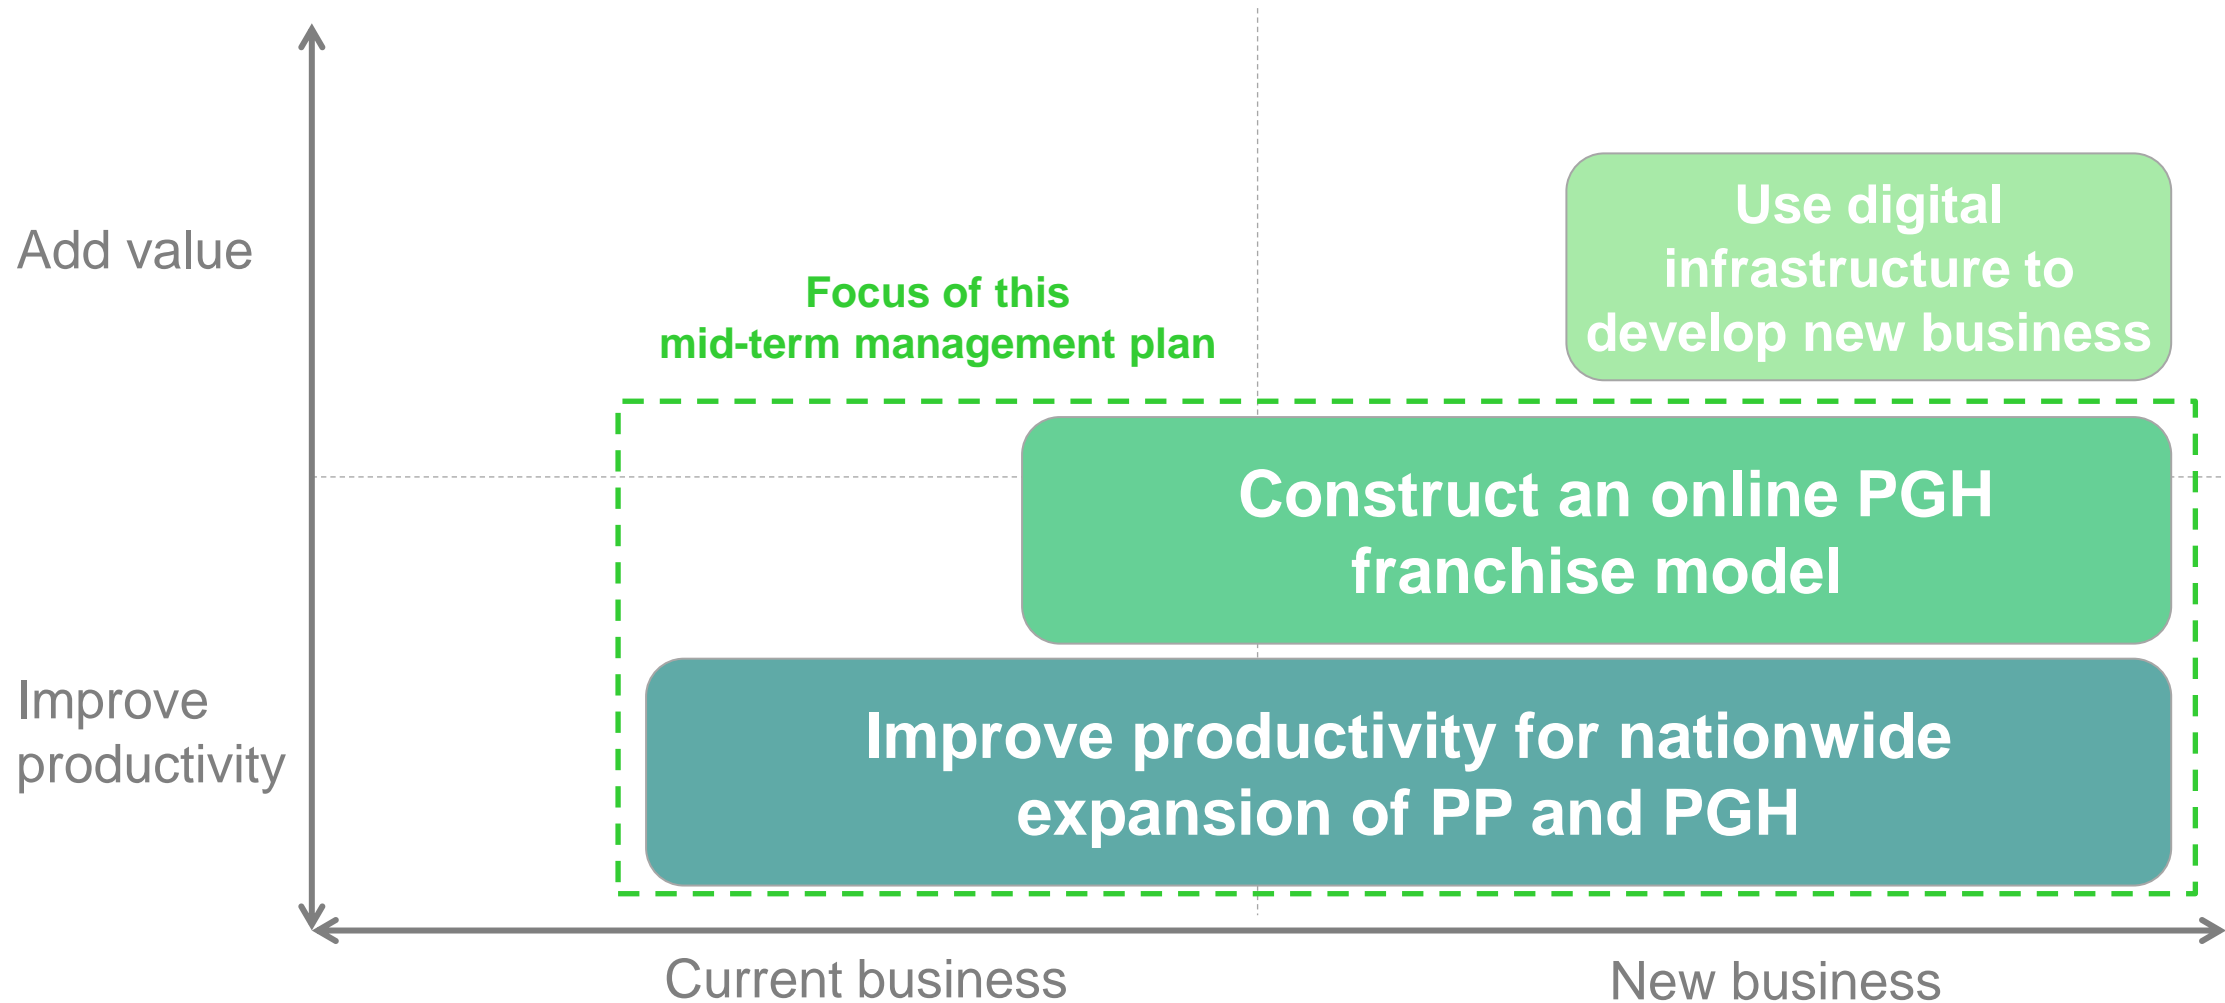 Add value
Use digital
infrastructure to
develop new business
Focus of this
mid-term management plan
Construct an online PGH
franchise model
Improve
productivity
Improve productivity for nationwide
expansion of PP and PGH
Current business
New business